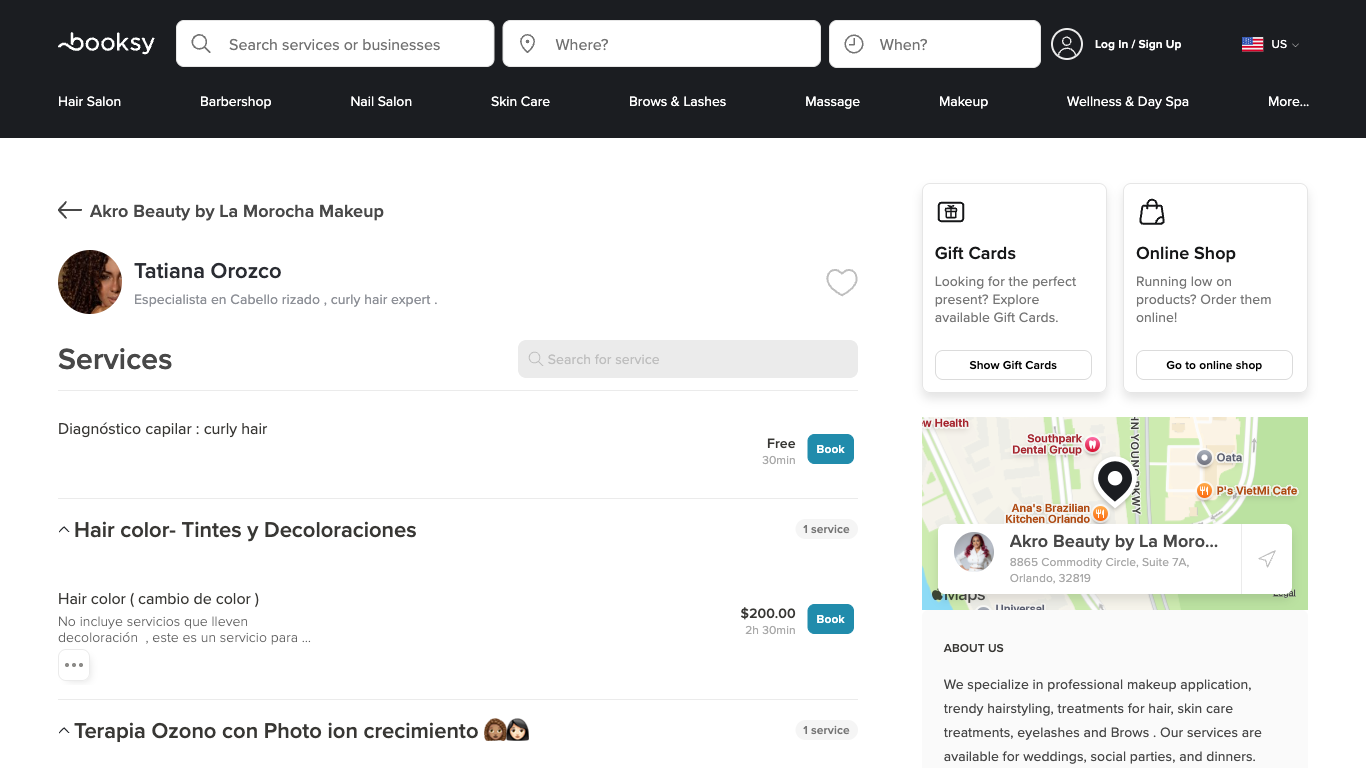 booksy
Search services or businesses
Where?
When?
Log In / Sign Up
US
Hair Salon
Barbershop
Nail Salon
Skin Care
Brows & Lashes
Massage
Makeup
Wellness & Day Spa
More...
Akro Beauty by La Morocha Makeup
Tatiana Orozco
Especialista en Cabello rizado , curly hair expert .
Services
Search for service
Diagnóstico capilar : curly hair
Free
30min
Book
Hair color- Tintes y Decoloraciones
1 service
Hair color ( cambio de color )
No incluye servicios que lleven
decoloración , este es un servicio para ...
$200.00
2h 30min
Book
Terapia Ozono con Photo ion crecimiento 👩🏽👩🏻
1 service
Gift Cards
Looking for the perfect
present? Explore
available Gift Cards.
Show Gift Cards
Online Shop
Running low on
products? Order them
online!
Go to online shop
w Health
Southpark
Dental Group
HN YOUNG PKWY
Oata
P's VietMi Cafe
Ana's Brazilian
Kitchen Orlando
Akro Beauty by La Moro...
8865 Commodity Circle, Suite 7A,
Orlando, 32819
Maps
Legal
Universal
ABOUT US
We specialize in professional makeup application,
trendy hairstyling, treatments for hair, skin care
treatments, eyelashes and Brows . Our services are
available for weddings, social parties, and dinners.